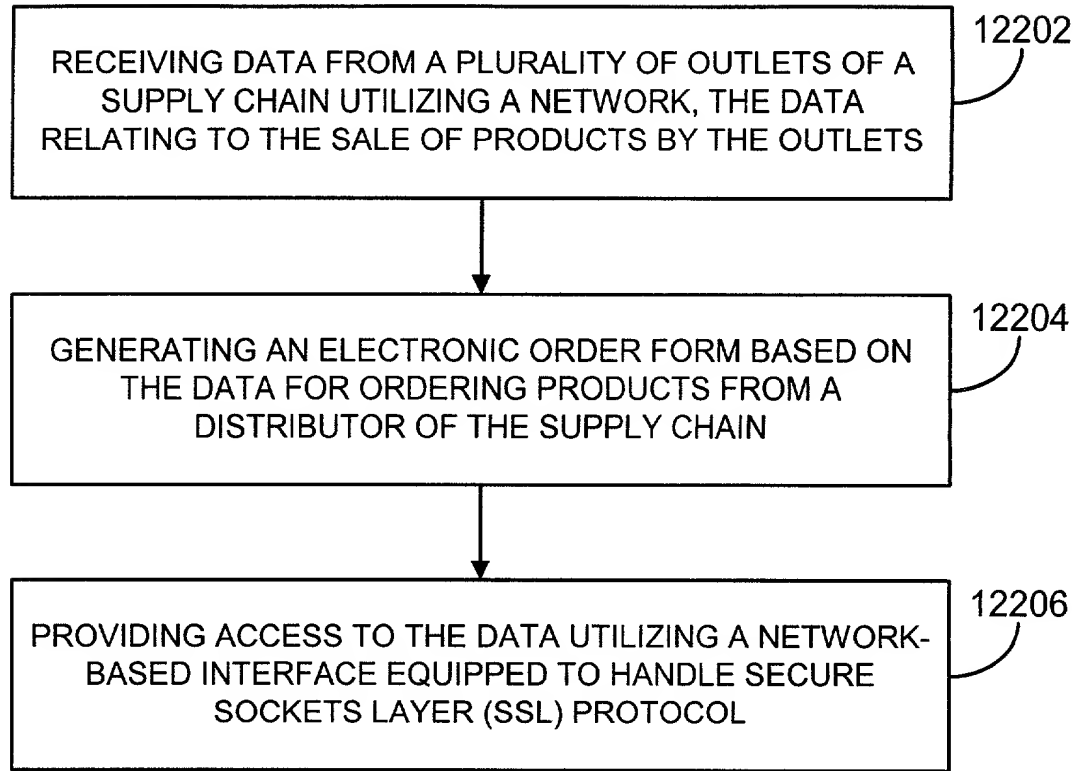 12202
RECEIVING DATA FROM A PLURALITY OF OUTLETS OF A
SUPPLY CHAIN UTILIZING A NETWORK, THE DATA
RELATING TO THE SALE OF PRODUCTS BY THE OUTLETS
12204
GENERATING AN ELECTRONIC ORDER FORM BASED ON
THE DATA FOR ORDERING PRODUCTS FROM A
DISTRIBUTOR OF THE SUPPLY CHAIN
12206
PROVIDING ACCESS TO THE DATA UTILIZING A NETWORK-
BASED INTERFACE EQUIPPED TO HANDLE SECURE
SOCKETS LAYER (SSL) PROTOCOL